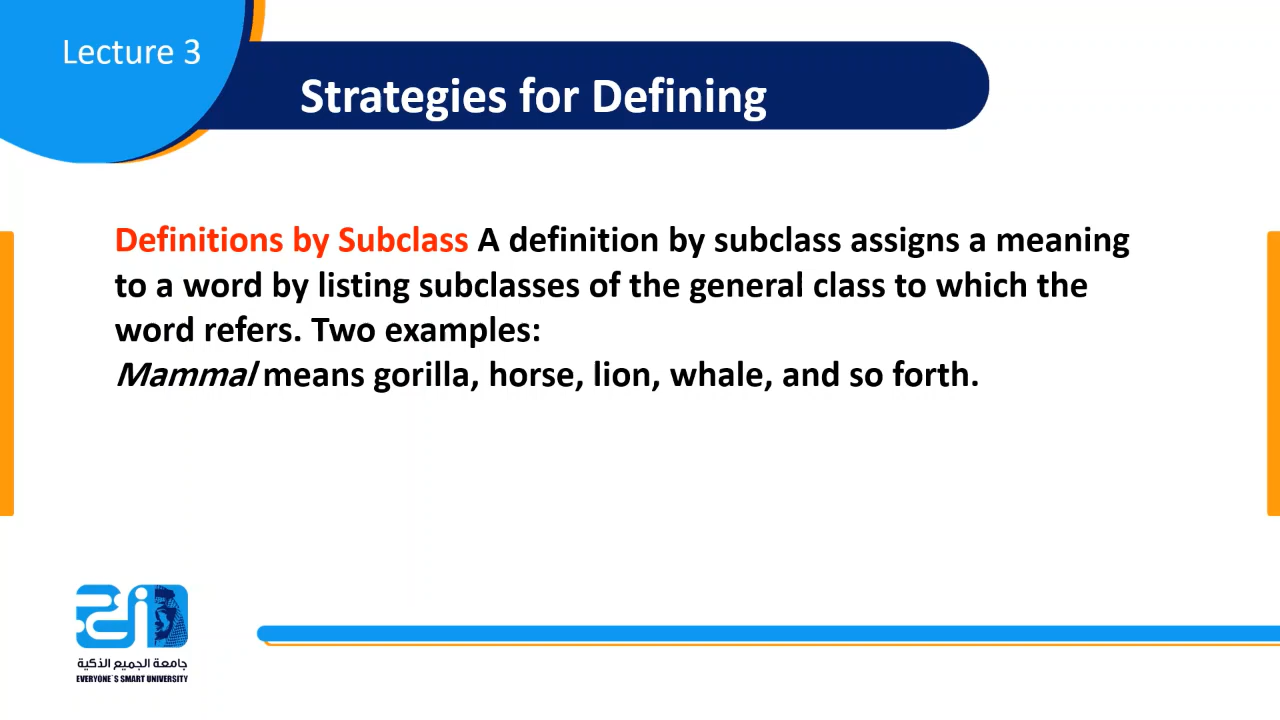 Lecture 3
Strategies for Defining
Definitions by Subclass A definition by subclass assigns a meaning
to a word by listing subclasses of the general class to which the
word refers. Two examples:
Mammal means gorilla, horse, lion, whale, and so forth.
جامعة الجميع الذكية
EVERYONE`S SMART UNIVERSITY